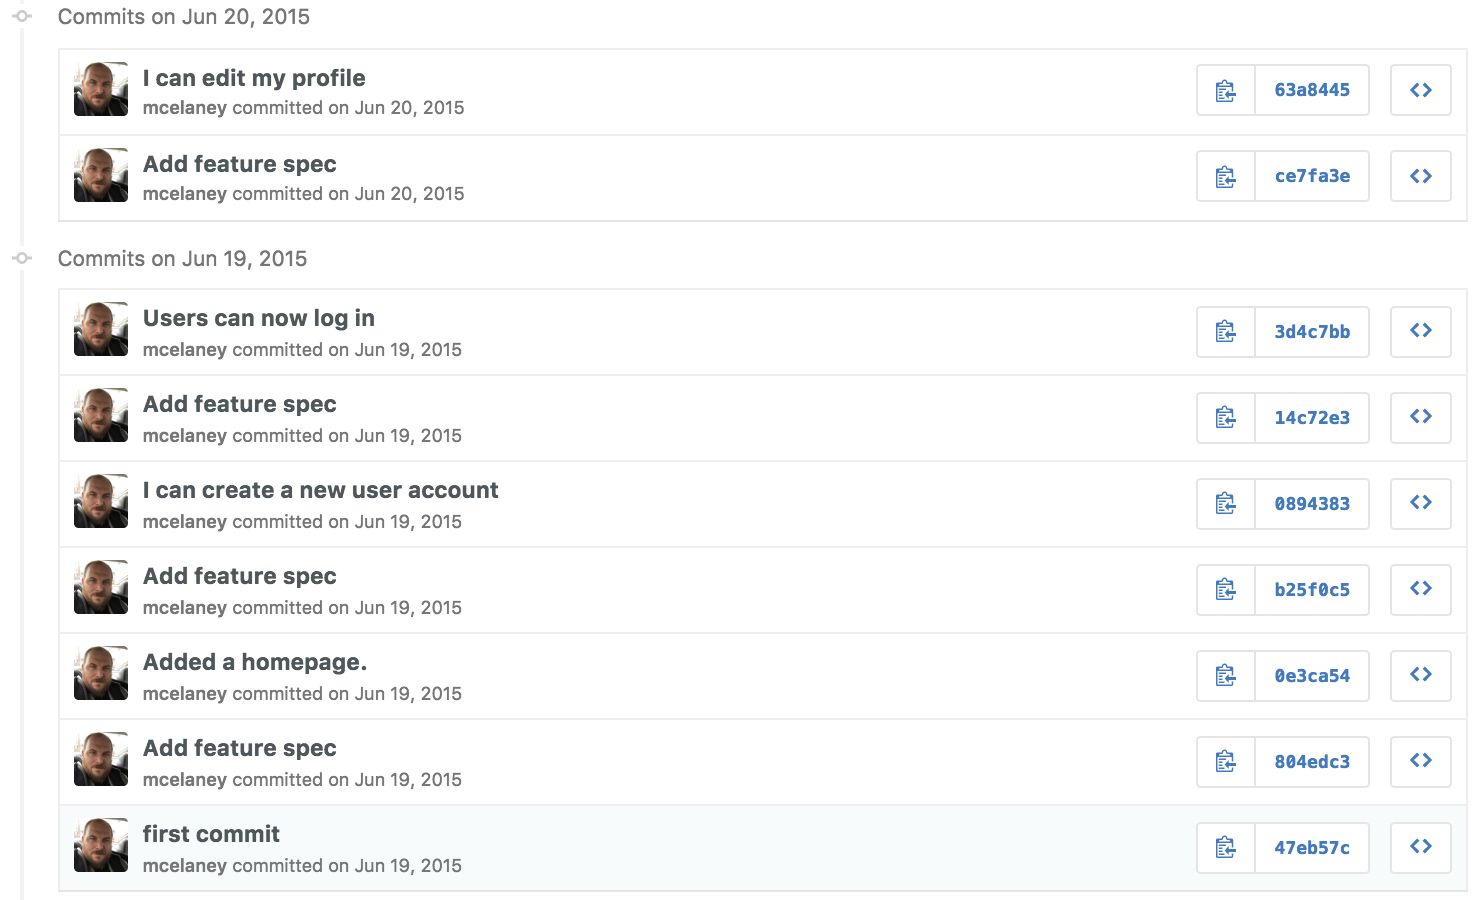 Commits on Jun 20, 2015
I can edit my profile
mcelaney committed on Jun 20, 2015
63a8445
Add feature spec
mcelaney committed on Jun 20, 2015
ce7fa3e
Commits on Jun 19, 2015
Users can now log in
mcelaney committed on Jun 19, 2015
3d4c7bb
Add feature spec
mcelaney committed on Jun 19, 2015
14c72e3
I can create a new user account
mcelaney committed on Jun 19, 2015
0894383
Add feature spec
mcelaney committed on Jun 19, 2015
b25f0c5
Added a homepage.
mcelaney committed on Jun 19, 2015
0e3ca54
Add feature spec
mcelaney committed on Jun 19, 2015
804edc3
first commit
mcelaney committed on Jun 19, 2015
47eb57c